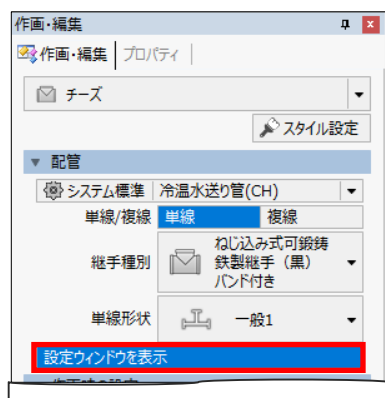 作画・編集
作画・編集 プロパティ
チーズ
スタイル設定
配管
システム標準 冷温水送り管(CH)
単線/複線 単線 複線
継手種別 ねじ込み式可鍛鋳
鉄製継手（黒）
バンド付き
単線形状 一般1
設定ウィンドウを表示